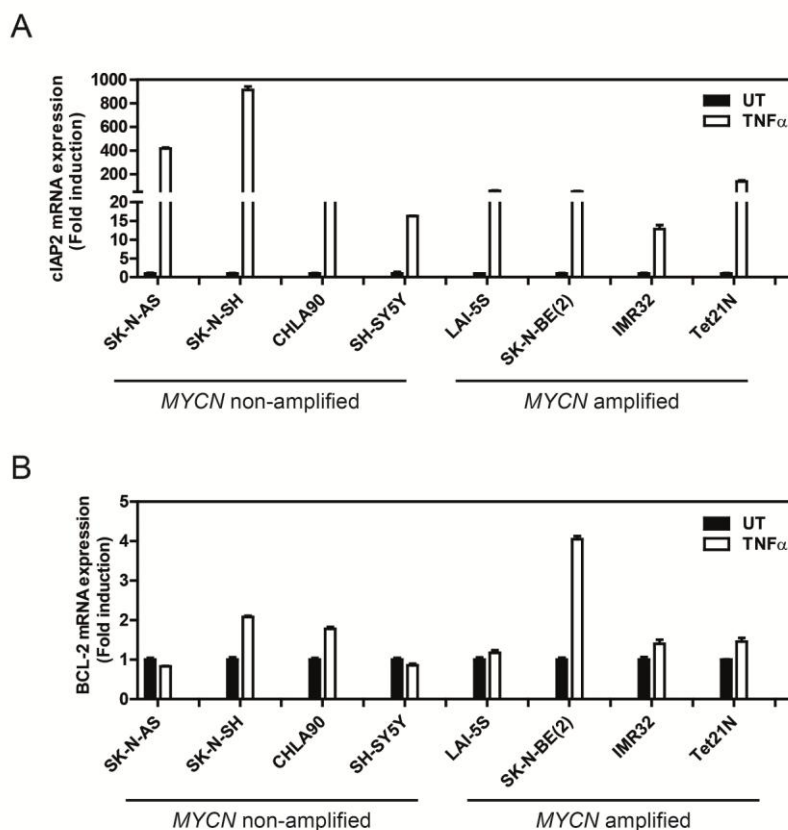 A
cIAP2 mRNA expression
(Fold induction)
1000
800
600
400
200
20
15
10
5
0
UT
TNFα
SK-N-AS
SK-N-SH
CHLA90
SH-SY5Y
LAI-5S
SK-N-BE(2)
IMR32
Tet21N
MYCN non-amplified
MYCN amplified
B
BCL-2 mRNA expression
(Fold induction)
5
4
3
2
1
0
UT
TNFα
SK-N-AS
SK-N-SH
CHLA90
SH-SY5Y
LAI-5S
SK-N-BE(2)
IMR32
Tet21N
MYCN non-amplified
MYCN amplified